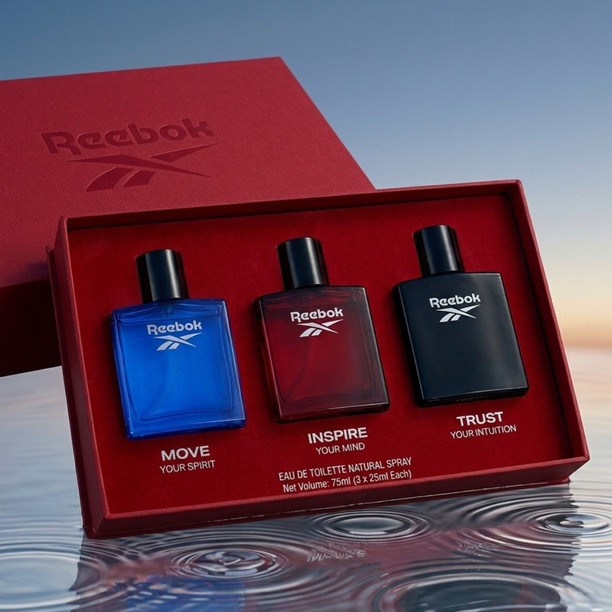 Reebok
Reebok
Reebok
Reebok
MOVE
YOUR SPIRIT
INSPIRE
YOUR MIND
TRUST
YOUR INTUITION
EAU DE TOILETTE NATURAL SPRAY
Net Volume: 75ml (3 x 25ml Each)